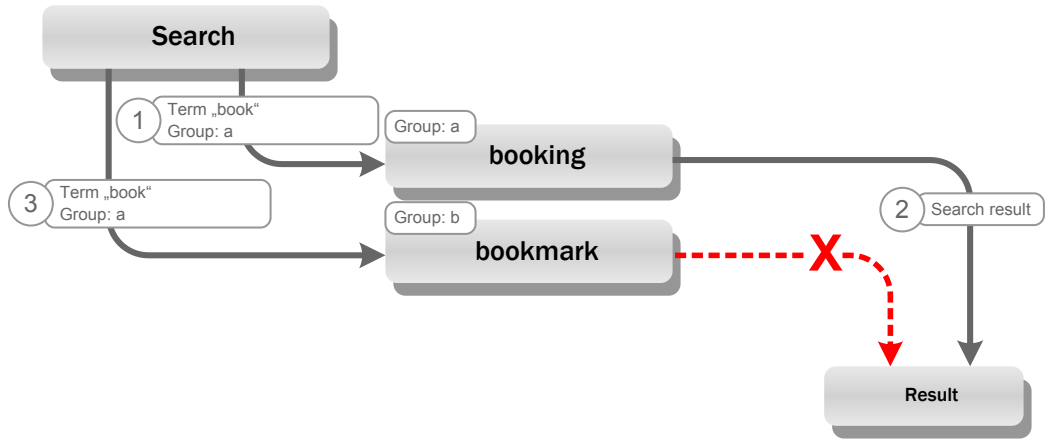 Search
1
Term „book“
Group: a
Group: a
booking
3
Term „book“
Group: a
2
Search result
Group: b
bookmark
X
Result